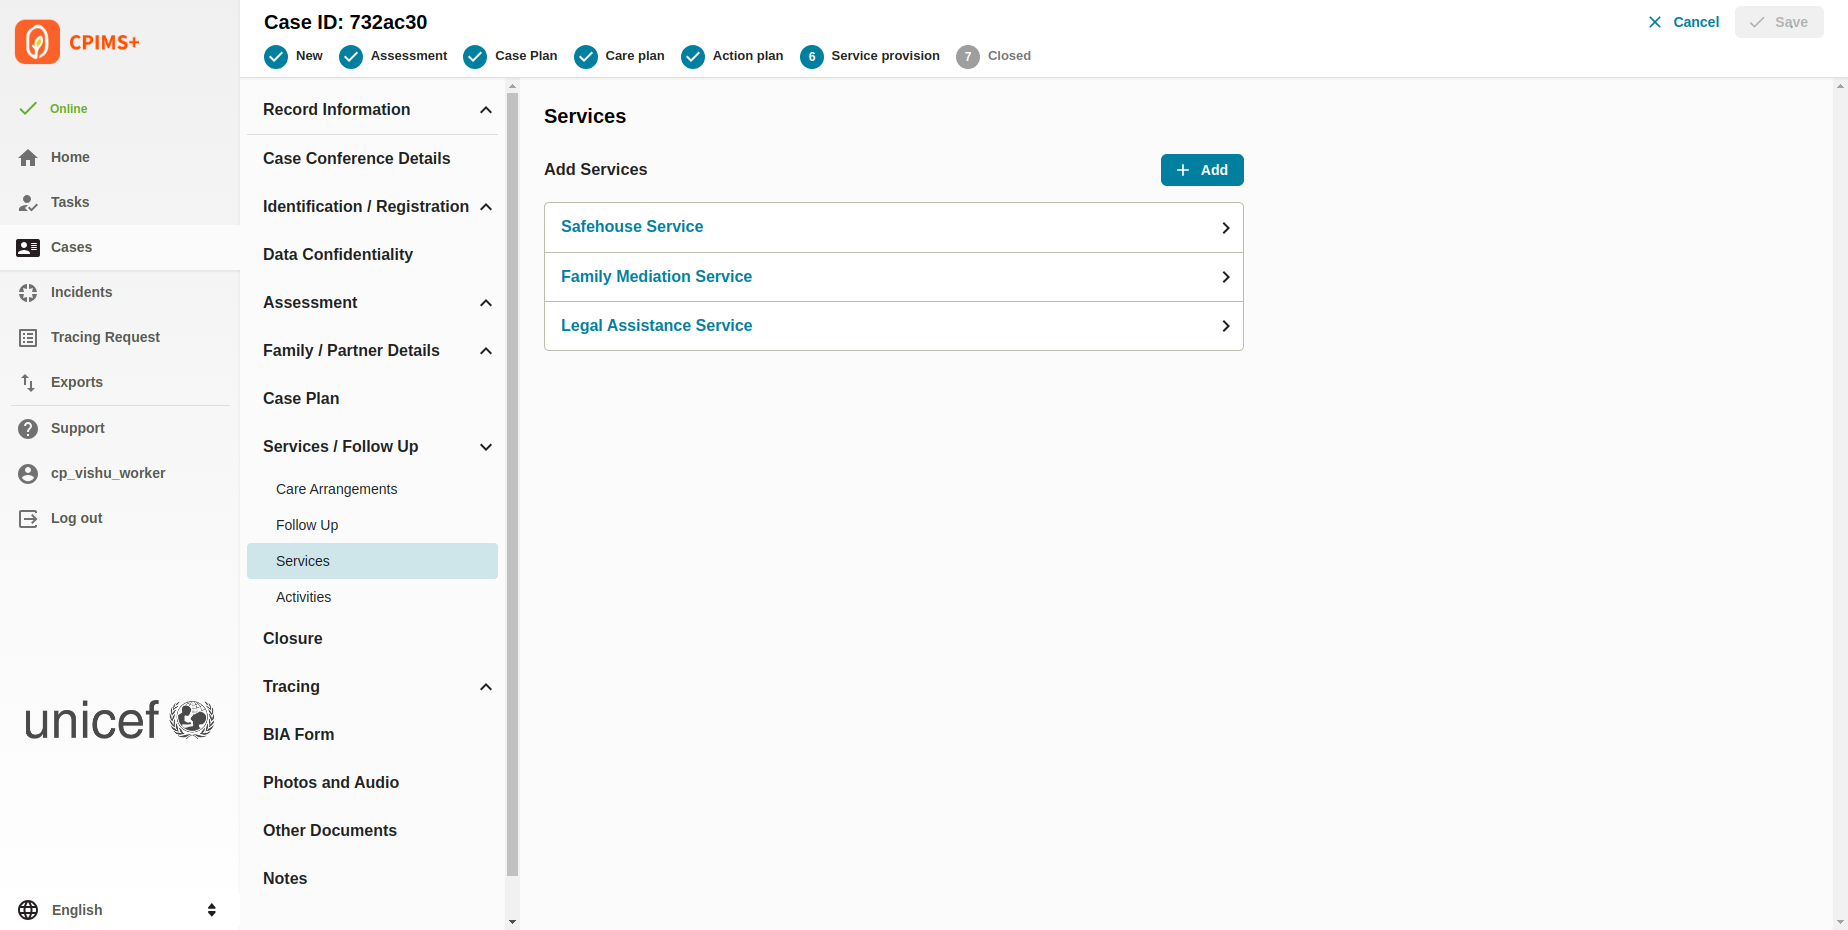 CPIMS+
Online
Home
Tasks
Cases
Incidents
Tracing Request
Exports
Support
cp_vishu_worker
Log out
unicef
English
Case ID: 732ac30
Cancel
Save
New
Assessment
Case Plan
Care plan
Action plan
6 Service provision
7 Closed
Record Information
Case Conference Details
Identification / Registration
Data Confidentiality
Assessment
Family / Partner Details
Case Plan
Services / Follow Up
Care Arrangements
Follow Up
Services
Activities
Closure
Tracing
BIA Form
Photos and Audio
Other Documents
Notes
Services
Add Services
Add
Safehouse Service
Family Mediation Service
Legal Assistance Service